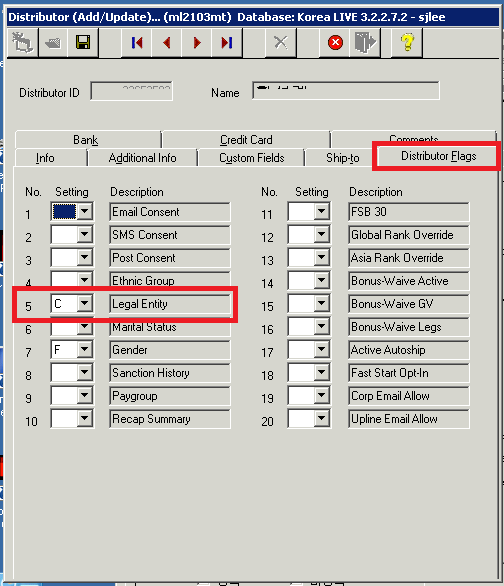 Distributor (Add/Update)... (ml2103mt) Database: Korea LIVE 3.2.2.7.2 - sjlee
Distributor ID
Name
Bank Credit Card Comments
Info Additional Info Custom Fields Ship-to Distributor Flags
No. Setting Description No. Setting Description
1 Email Consent 11 FSB 30
2 SMS Consent 12 Global Rank Override
3 Post Consent 13 Asia Rank Override
4 Ethnic Group 14 Bonus-Waive Active
5 C Legal Entity 15 Bonus-Waive GV
6 Marital Status 16 Bonus-Waive Legs
7 F Gender 17 Active Autoship
8 Sanction History 18 Fast Start Opt-In
9 Paygroup 19 Corp Email Allow
10 Recap Summary 20 Upline Email Allow